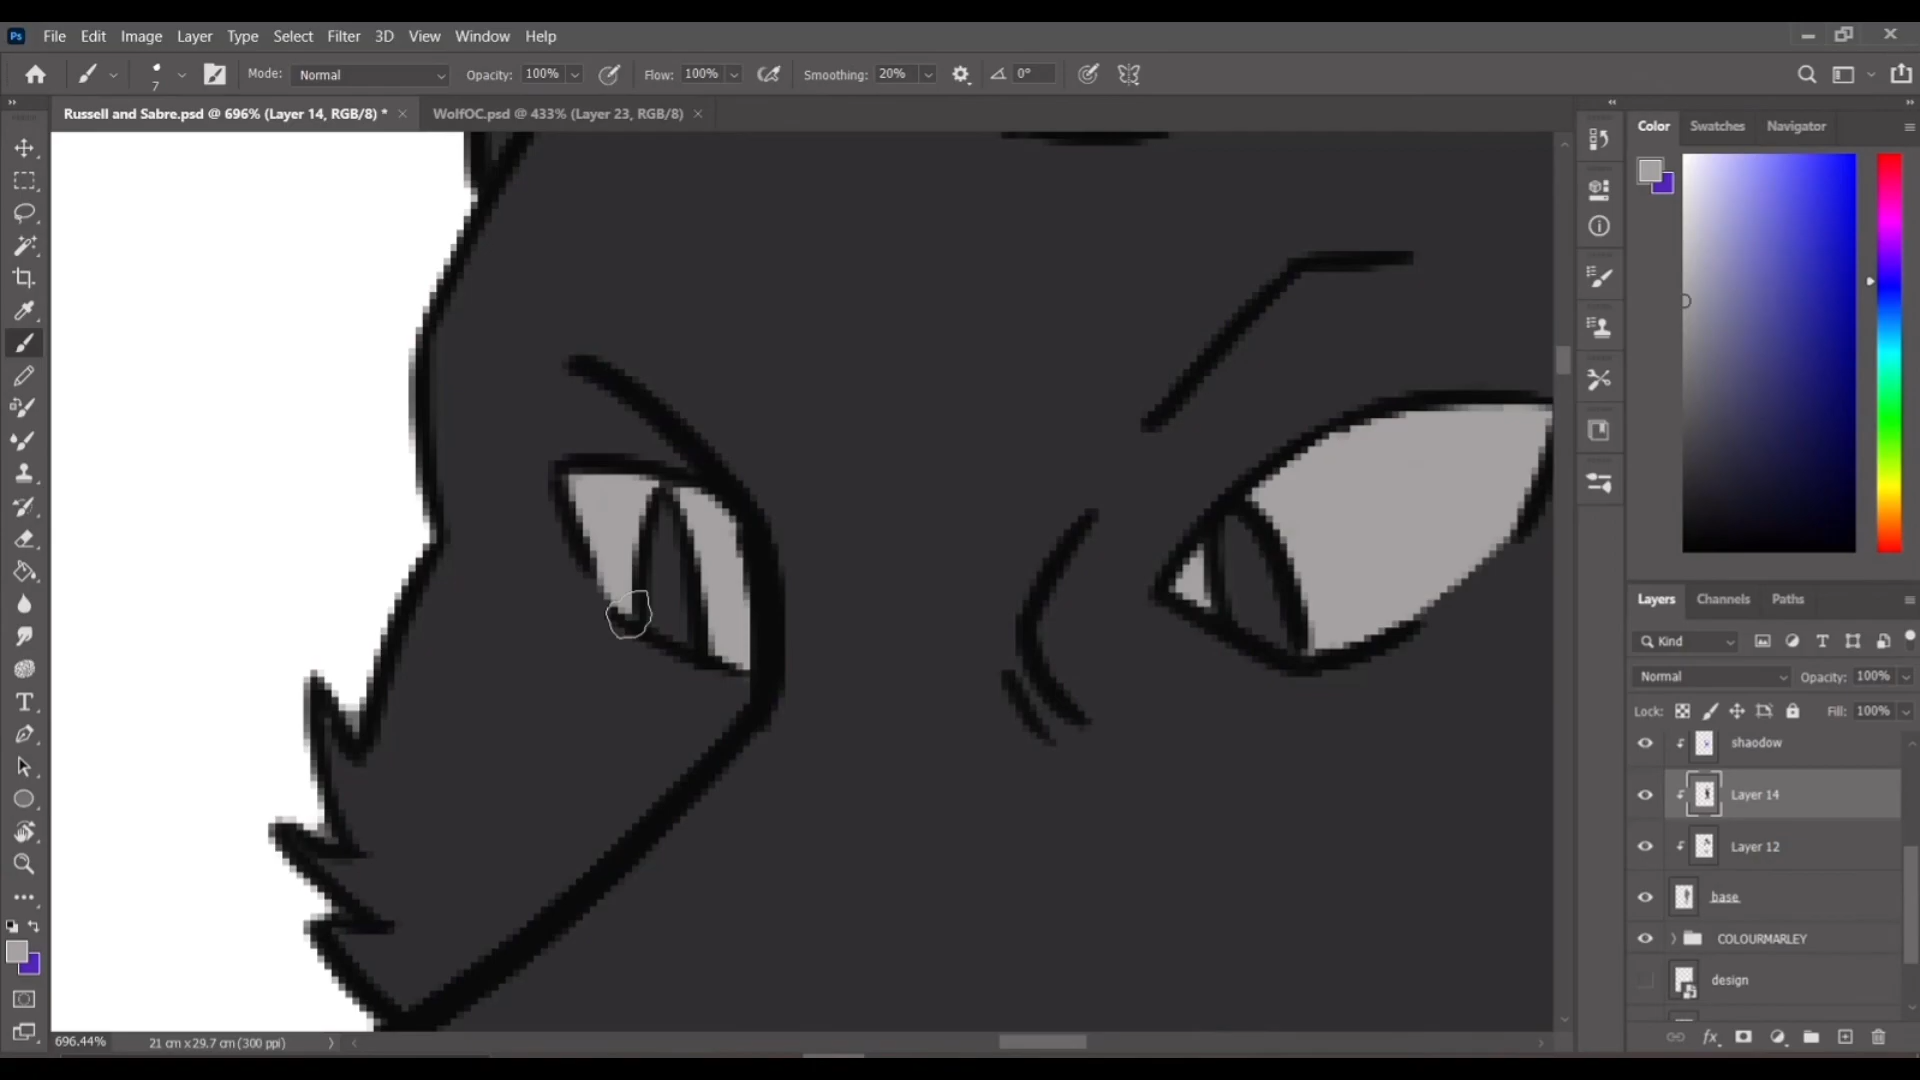 Ps File Edit Image Layer Type Select Filter 3D View Window Help
7 Mode: Normal Opacity: 100% Flow: 100% Smoothing: 20% 0°
Russell and Sabre.psd @ 696% (Layer 14, RGB/8) * WolfOC.psd @ 433% (Layer 23, RGB/8)
Color Swatches Navigator
Layers Channels Paths
Kind
Normal Opacity: 100%
Lock: Fill: 100%
shaodow
Layer 14
Layer 12
base
COLOURMARLEY
design
696.44% 21 cm x 29.7 cm (300 ppi)